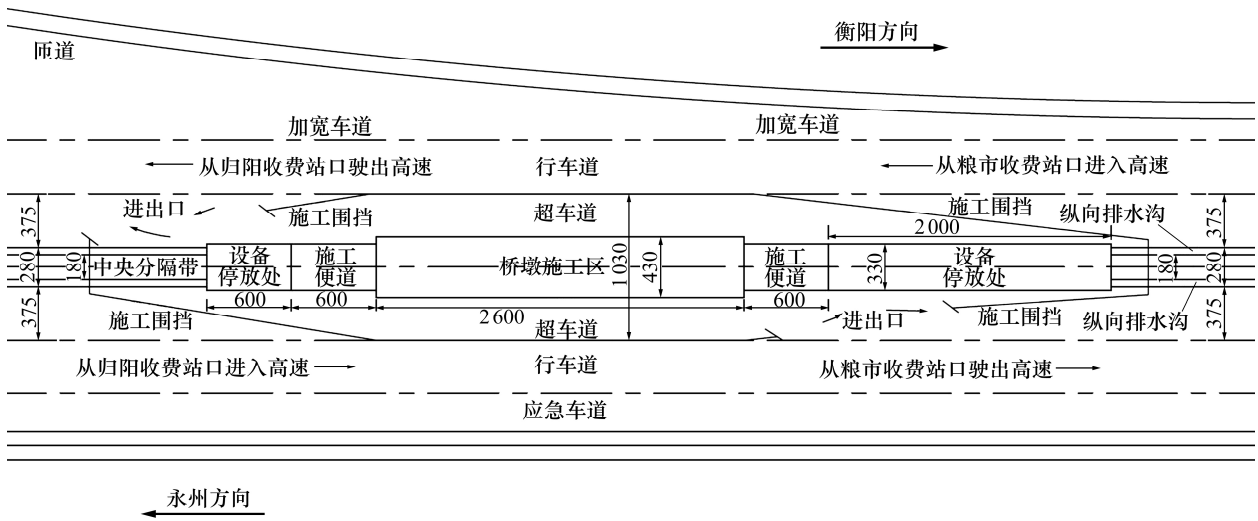 衡阳方向
匝道
加宽车道
加宽车道
从归阳收费站口驶出高速
行车道
从粮市收费站口进入高速
375
进出口
施工围挡
超车道
施工围挡
纵向排水沟
375
2000
280
180
中央分隔带
设备
停放处
施工
便道
桥墩施工区
1030
430
施工
便道
330
设备
停放处
180
280
600
600
2600
600
375
施工围挡
超车道
进出口
施工围挡
纵向排水沟
375
从归阳收费站口进入高速
行车道
从粮市收费站口驶出高速
应急车道
永州方向